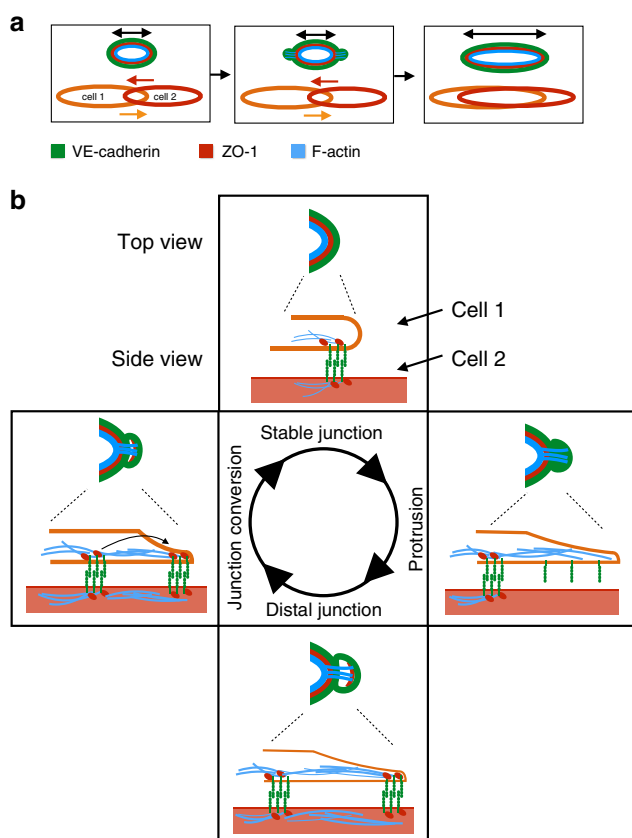 a
cell 1
cell 2
VE-cadherin
ZO-1
F-actin
b
Top view
Cell 1
Side view
Cell 2
Stable junction
Junction conversion
Protrusion
Distal junction